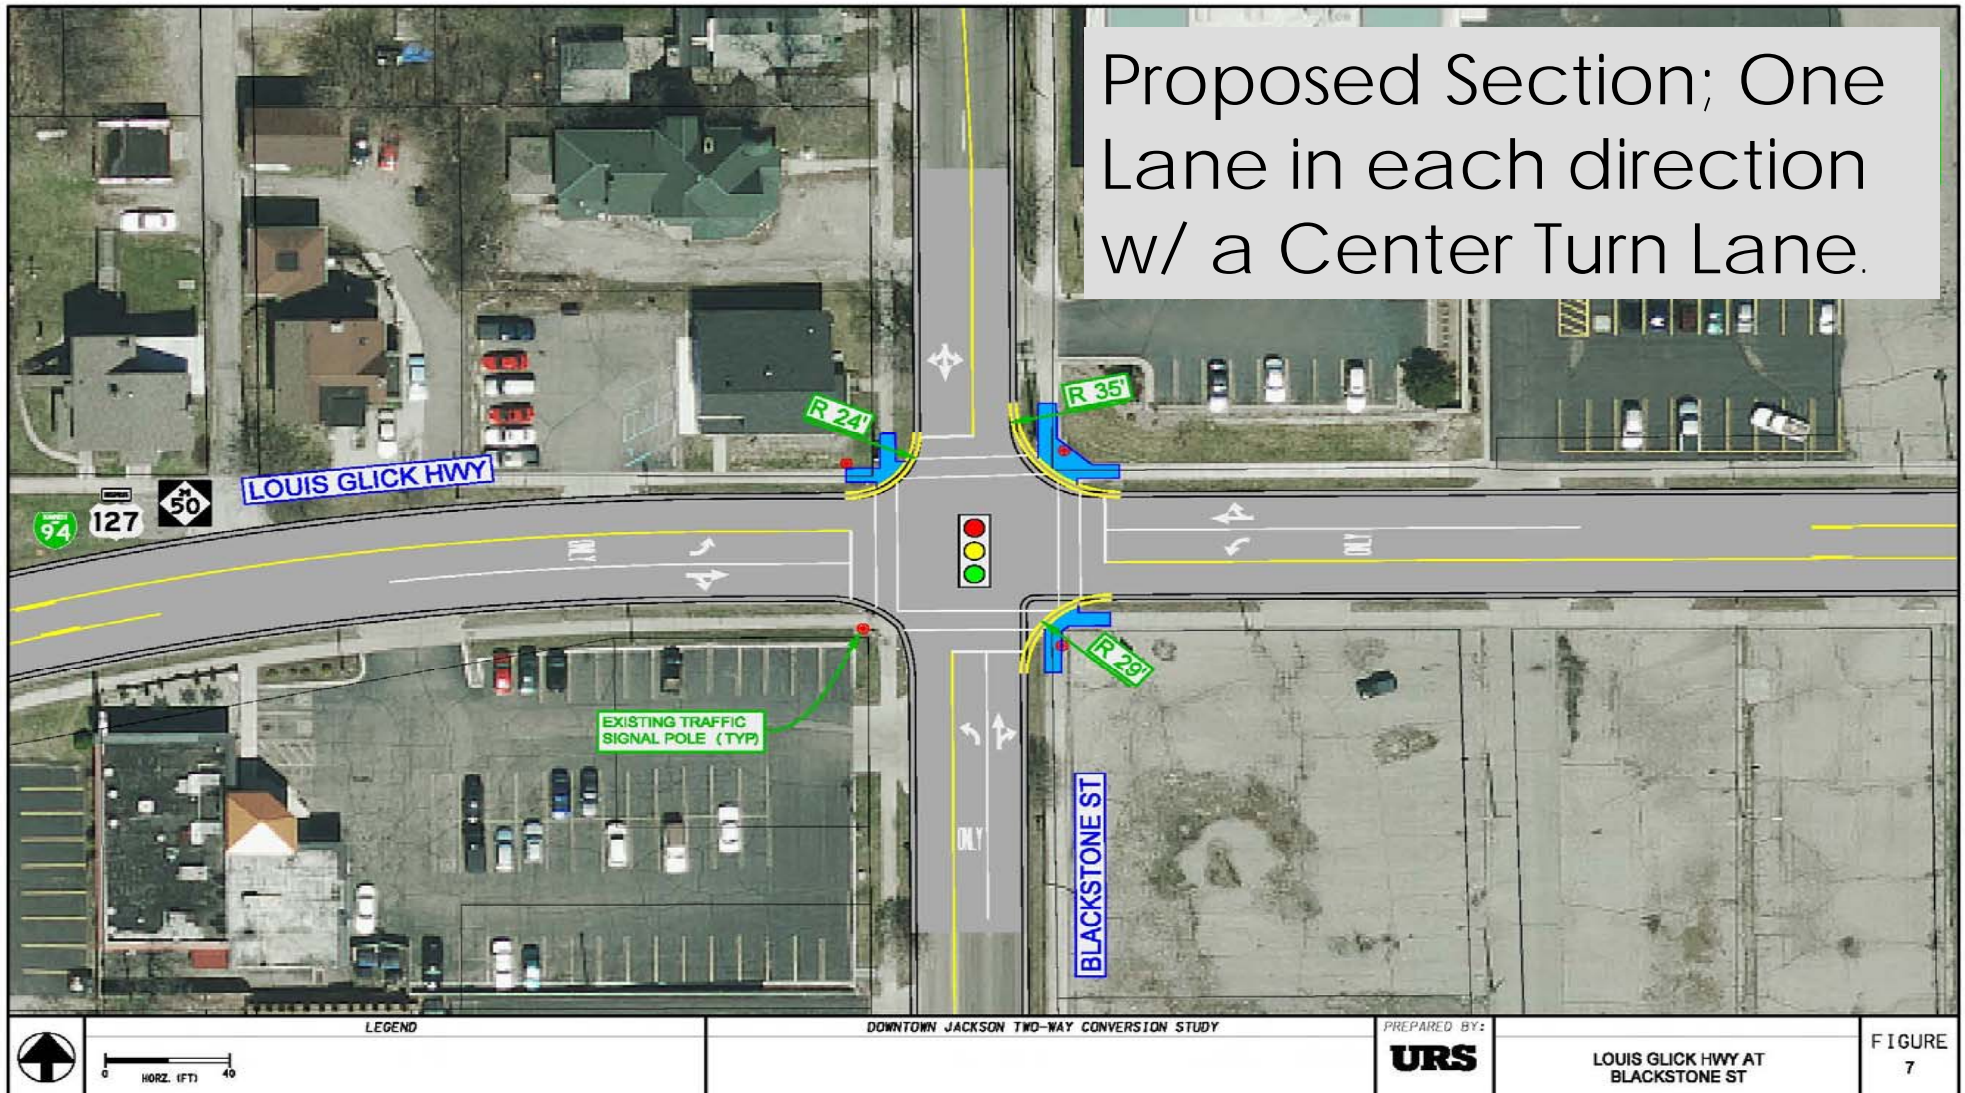 Proposed Section; One
Lane in each direction
w/ a Center Turn Lane.
R 24'
R 35'
LOUIS GLICK HWY
94
127
M
50
ONLY
ONLY
R 29'
EXISTING TRAFFIC
SIGNAL POLE (TYP)
ONLY
BLACKSTONE ST
LEGEND
0
40
HORZ. (FT)
DOWNTOWN JACKSON TWO-WAY CONVERSION STUDY
PREPARED BY:
URS
LOUIS GLICK HWY AT
BLACKSTONE ST
FIGURE
7